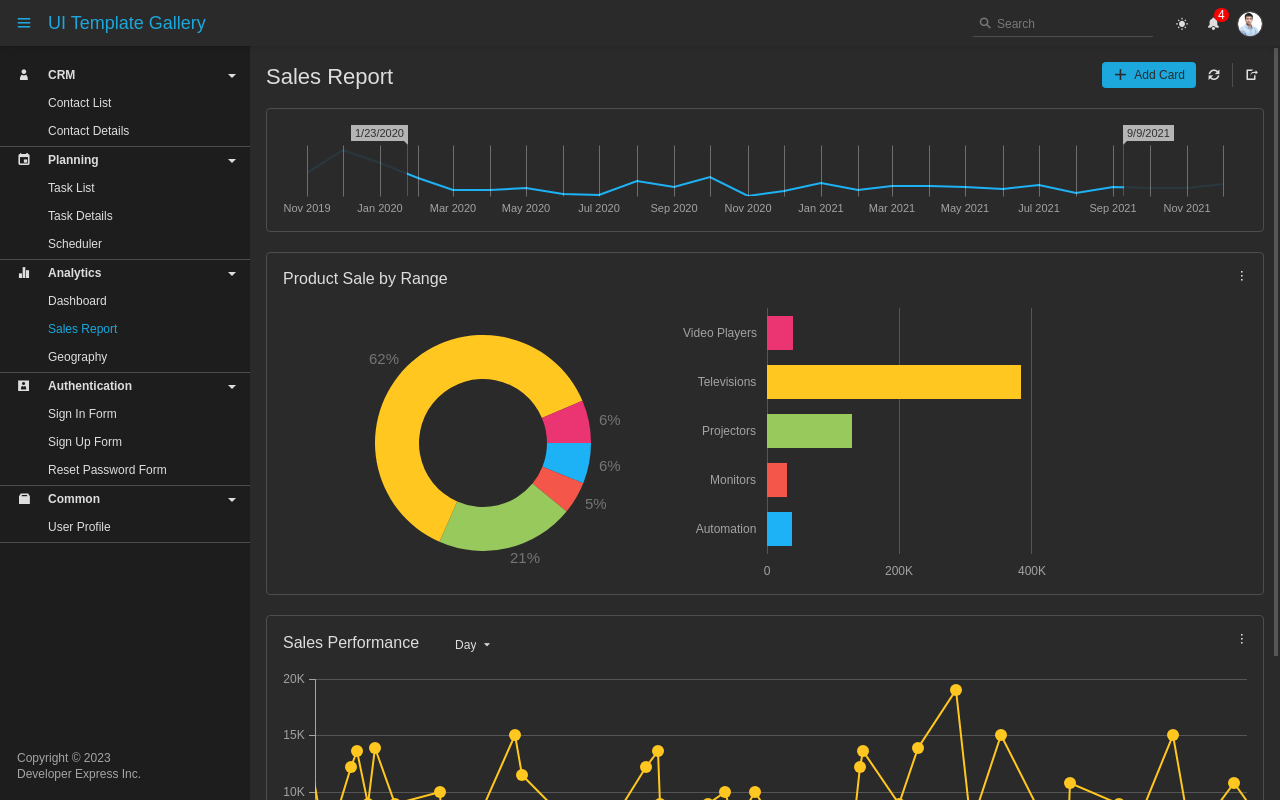 UI Template Gallery
Search
4
CRM
Contact List
Contact Details
Planning
Task List
Task Details
Scheduler
Analytics
Dashboard
Sales Report
Geography
Authentication
Sign In Form
Sign Up Form
Reset Password Form
Common
User Profile
Copyright © 2023
Developer Express Inc.
Sales Report
Add Card
1/23/2020
9/9/2021
Nov 2019
Jan 2020
Mar 2020
May 2020
Jul 2020
Sep 2020
Nov 2020
Jan 2021
Mar 2021
May 2021
Jul 2021
Sep 2021
Nov 2021
Product Sale by Range
62%
6%
6%
5%
21%
Video Players
Televisions
Projectors
Monitors
Automation
0
200K
400K
Sales Performance
Day
20K
15K
10K